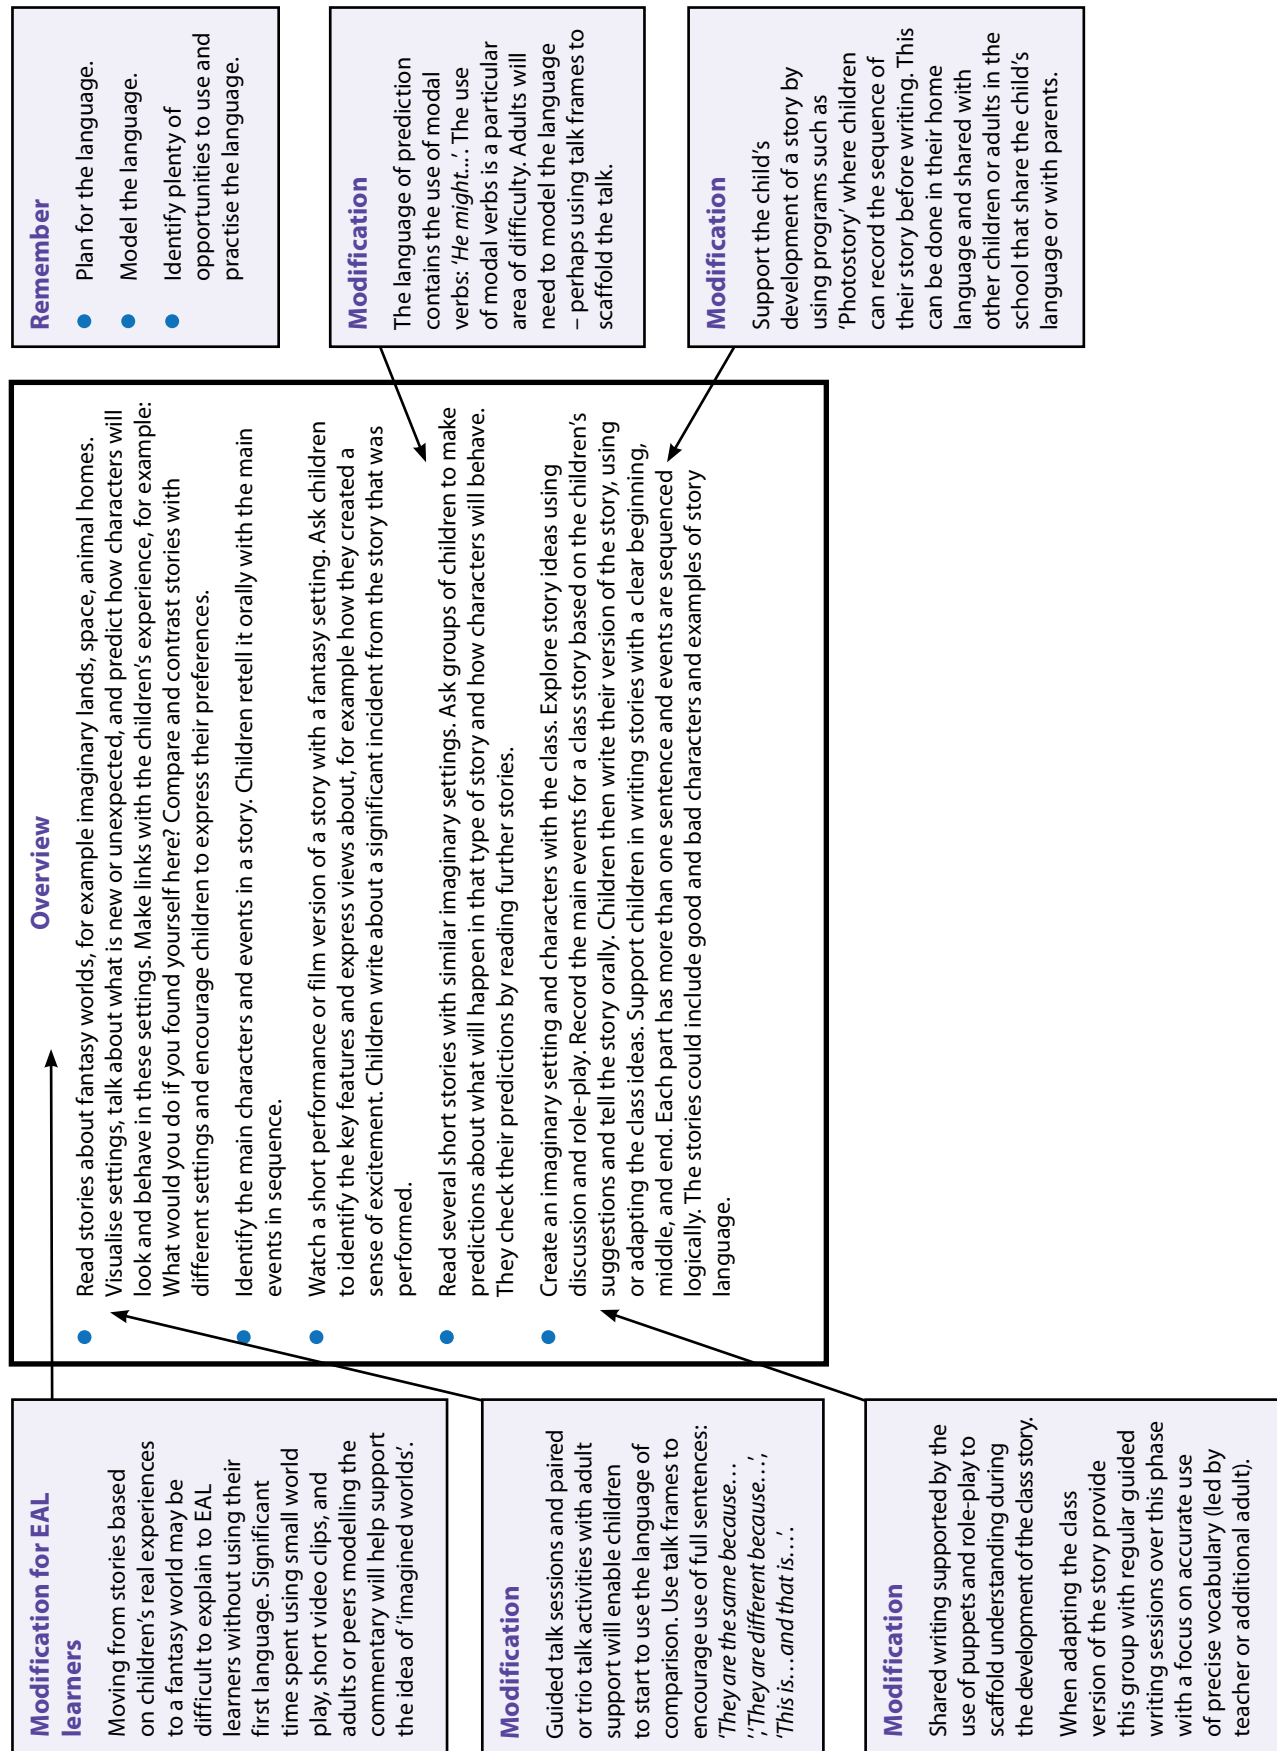 Modification for EAL
learners
Moving from stories based
on children’s real experiences
to a fantasy world may be
difficult to explain to EAL
learners without using their
first language. Significant
time spent using small world
play, short video clips, and
adults or peers modelling the
commentary will help support
the idea of ‘imagined worlds’.
Modification
Guided talk sessions and paired
or trio talk activities with adult
support will enable children
to start to use the language of
comparison. Use talk frames to
encourage use of full sentences:
‘They are the same because…
’,‘They are different because…’,
‘This is…and that is….’.
Modification
Shared writing supported by the
use of puppets and role-play to
scaffold understanding during
the development of the class story.
When adapting the class
version of the story provide
this group with regular guided
writing sessions over this phase
with a focus on accurate use
of precise vocabulary (led by
teacher or additional adult).
Overview
● Read stories about fantasy worlds, for example imaginary lands, space, animal homes.
Visualise settings, talk about what is new or unexpected, and predict how characters will
look and behave in these settings. Make links with the children’s experience, for example:
What would you do if you found yourself here? Compare and contrast stories with
different settings and encourage children to express their preferences.
● Identify the main characters and events in a story. Children retell it orally with the main
events in sequence.
● Watch a short performance or film version of a story with a fantasy setting. Ask children
to identify the key features and express views about, for example how they created a
sense of excitement. Children write about a significant incident from the story that was
performed.
● Read several short stories with similar imaginary settings. Ask groups of children to make
predictions about what will happen in that type of story and how characters will behave.
They check their predictions by reading further stories.
● Create an imaginary setting and characters with the class. Explore story ideas using
discussion and role-play. Record the main events for a class story based on the children’s
suggestions and tell the story orally. Children then write their version of the story, using
or adapting the class ideas. Support children in writing stories with a clear beginning,
middle, and end. Each part has more than one sentence and events are sequenced
logically. The stories could include good and bad characters and examples of story
language.
Remember
● Plan for the language.
● Model the language.
● Identify plenty of
opportunities to use and
practise the language.
Modification
The language of prediction
contains the use of modal
verbs: ‘He might...’. The use
of modal verbs is a particular
area of difficulty. Adults will
need to model the language
– perhaps using talk frames to
scaffold the talk.
Modification
Support the child’s
development of a story by
using programs such as
‘Photostory’ where children
can record the sequence of
their story before writing. This
can be done in their home
language and shared with
other children or adults in the
school that share the child’s
language or with parents.